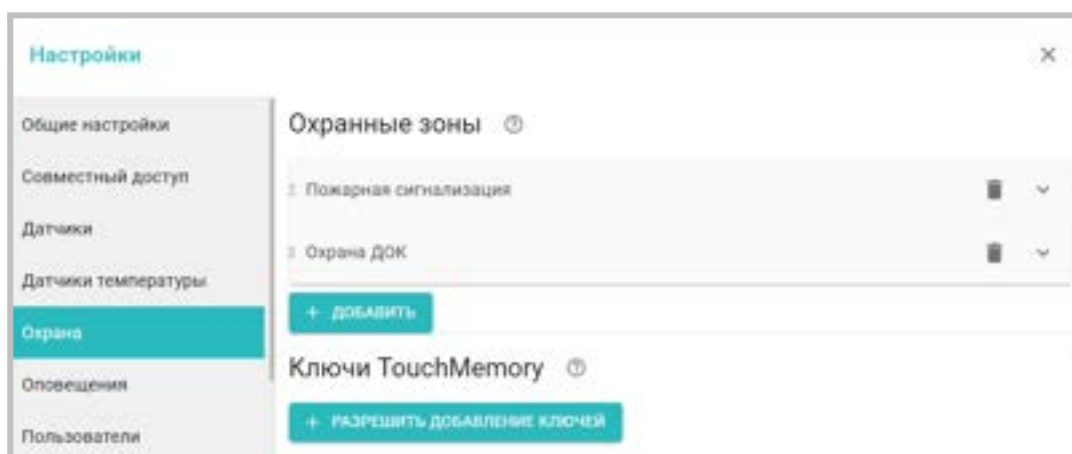 Настройки
Общие настройки
Совместный доступ
Датчики
Датчики температуры
Охрана
Оповещения
Пользователи
Охранные зоны
Пожарная сигнализация
Охрана ДОК
+ ДОБАВИТЬ
Ключи TouchMemory
+ РАЗРЕШИТЬ ДОБАВЛЕНИЕ КЛЮЧЕЙ